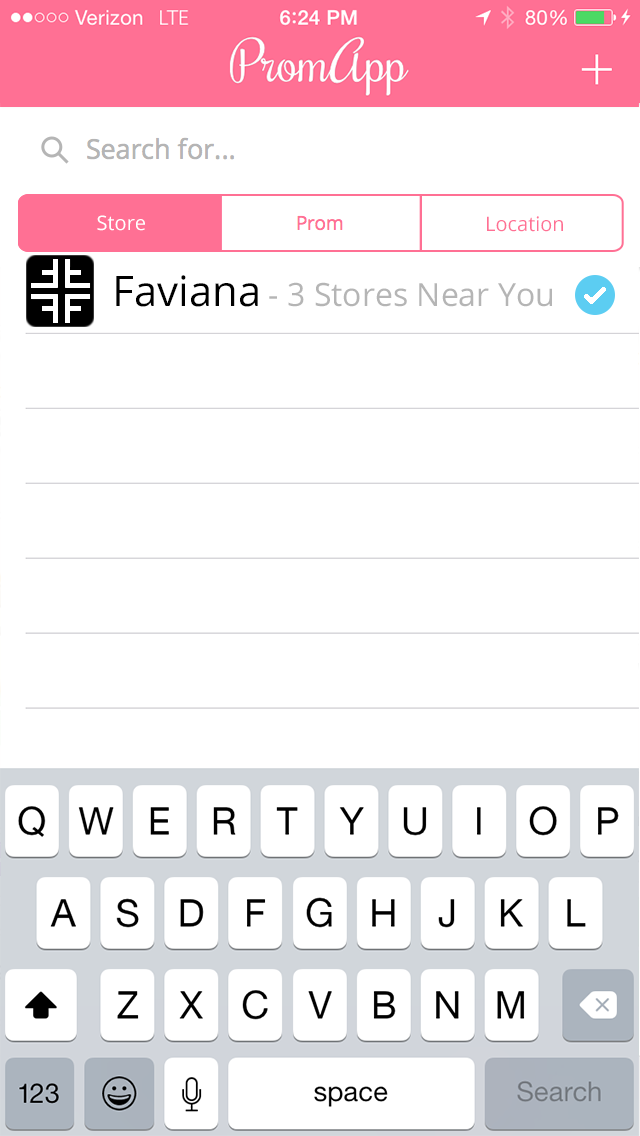 Verizon LTE 6:24 PM 80%
PromApp
Search for...
Store Prom Location
Faviana - 3 Stores Near You
Q W E R T Y U I O P
A S D F G H J K L
Z X C V B N M
123 space Search